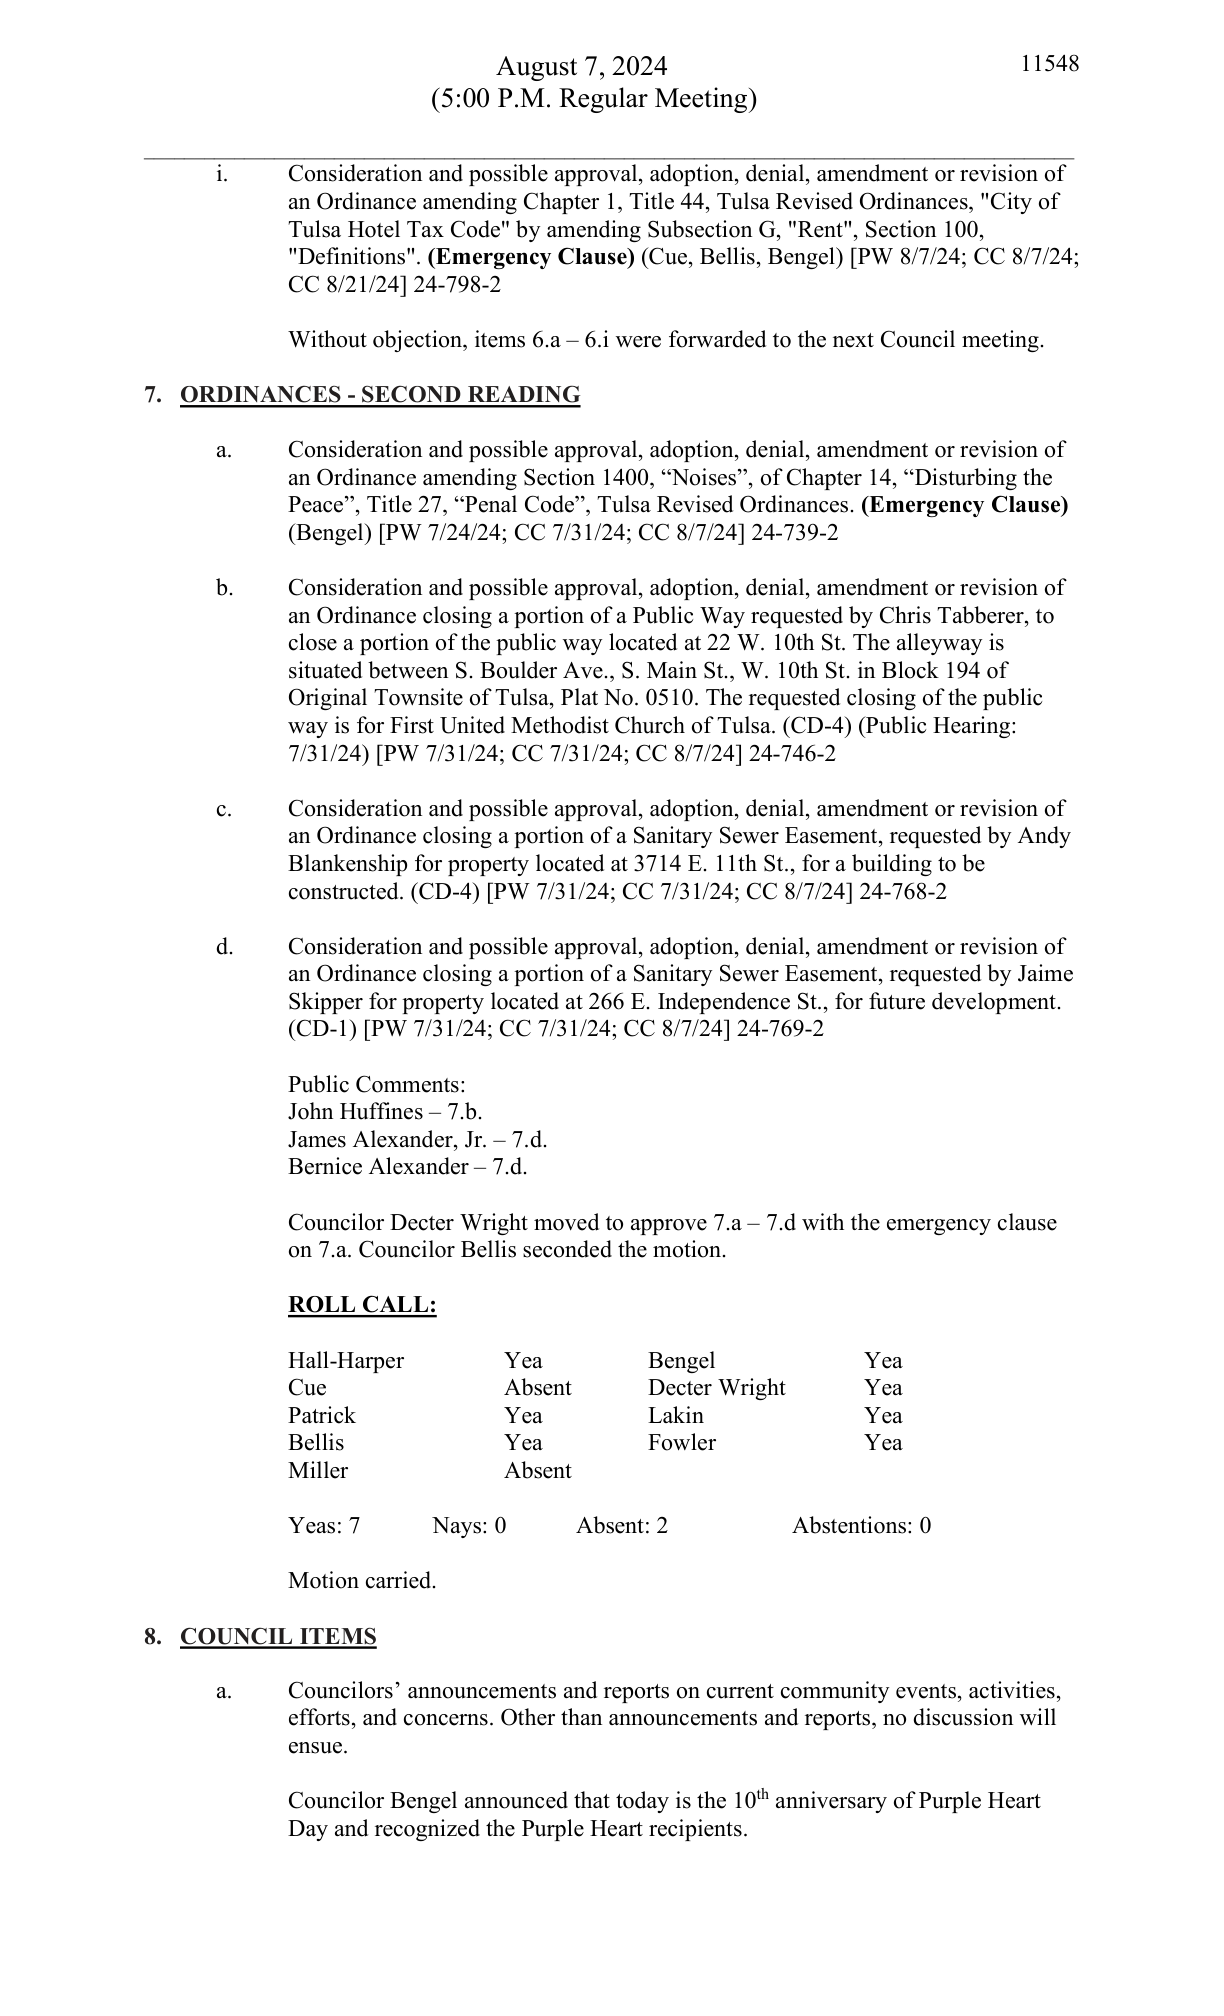 August 7, 2024
11548
(5:00 P.M. Regular Meeting)
i. Consideration and possible approval, adoption, denial, amendment or revision of
an Ordinance amending Chapter 1, Title 44, Tulsa Revised Ordinances, "City of
Tulsa Hotel Tax Code" by amending Subsection G, "Rent", Section 100,
"Definitions". (Emergency Clause) (Cue, Bellis, Bengel) [PW 8/7/24; CC 8/7/24;
CC 8/21/24] 24-798-2
Without objection, items 6.a – 6.i were forwarded to the next Council meeting.
7. ORDINANCES - SECOND READING
a. Consideration and possible approval, adoption, denial, amendment or revision of
an Ordinance amending Section 1400, “Noises”, of Chapter 14, “Disturbing the
Peace”, Title 27, “Penal Code”, Tulsa Revised Ordinances. (Emergency Clause)
(Bengel) [PW 7/24/24; CC 7/31/24; CC 8/7/24] 24-739-2
b. Consideration and possible approval, adoption, denial, amendment or revision of
an Ordinance closing a portion of a Public Way requested by Chris Tabberer, to
close a portion of the public way located at 22 W. 10th St. The alleyway is
situated between S. Boulder Ave., S. Main St., W. 10th St. in Block 194 of
Original Townsite of Tulsa, Plat No. 0510. The requested closing of the public
way is for First United Methodist Church of Tulsa. (CD-4) (Public Hearing:
7/31/24) [PW 7/31/24; CC 7/31/24; CC 8/7/24] 24-746-2
c. Consideration and possible approval, adoption, denial, amendment or revision of
an Ordinance closing a portion of a Sanitary Sewer Easement, requested by Andy
Blankenship for property located at 3714 E. 11th St., for a building to be
constructed. (CD-4) [PW 7/31/24; CC 7/31/24; CC 8/7/24] 24-768-2
d. Consideration and possible approval, adoption, denial, amendment or revision of
an Ordinance closing a portion of a Sanitary Sewer Easement, requested by Jaime
Skipper for property located at 266 E. Independence St., for future development.
(CD-1) [PW 7/31/24; CC 7/31/24; CC 8/7/24] 24-769-2
Public Comments:
John Huffines – 7.b.
James Alexander, Jr. – 7.d.
Bernice Alexander – 7.d.
Councilor Decter Wright moved to approve 7.a – 7.d with the emergency clause
on 7.a. Councilor Bellis seconded the motion.
ROLL CALL:
Hall-Harper Yea Bengel Yea
Cue Absent Decter Wright Yea
Patrick Yea Lakin Yea
Bellis Yea Fowler Yea
Miller Absent
Yeas: 7 Nays: 0 Absent: 2 Abstentions: 0
Motion carried.
8. COUNCIL ITEMS
a. Councilors’ announcements and reports on current community events, activities,
efforts, and concerns. Other than announcements and reports, no discussion will
ensue.
Councilor Bengel announced that today is the 10th anniversary of Purple Heart
Day and recognized the Purple Heart recipients.